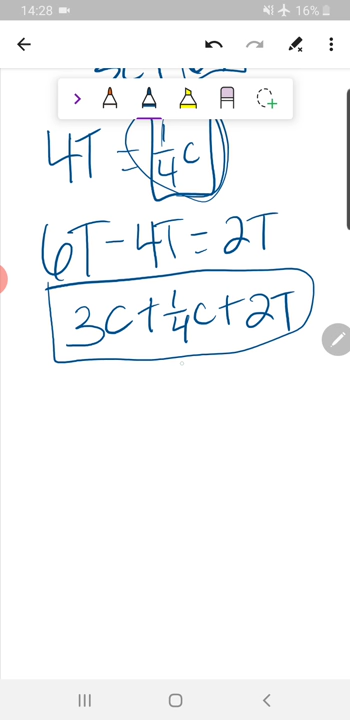 14:28 16%
4T = 1/4 C
6T - 4T = 2T
3C + 1/4 C + 2T